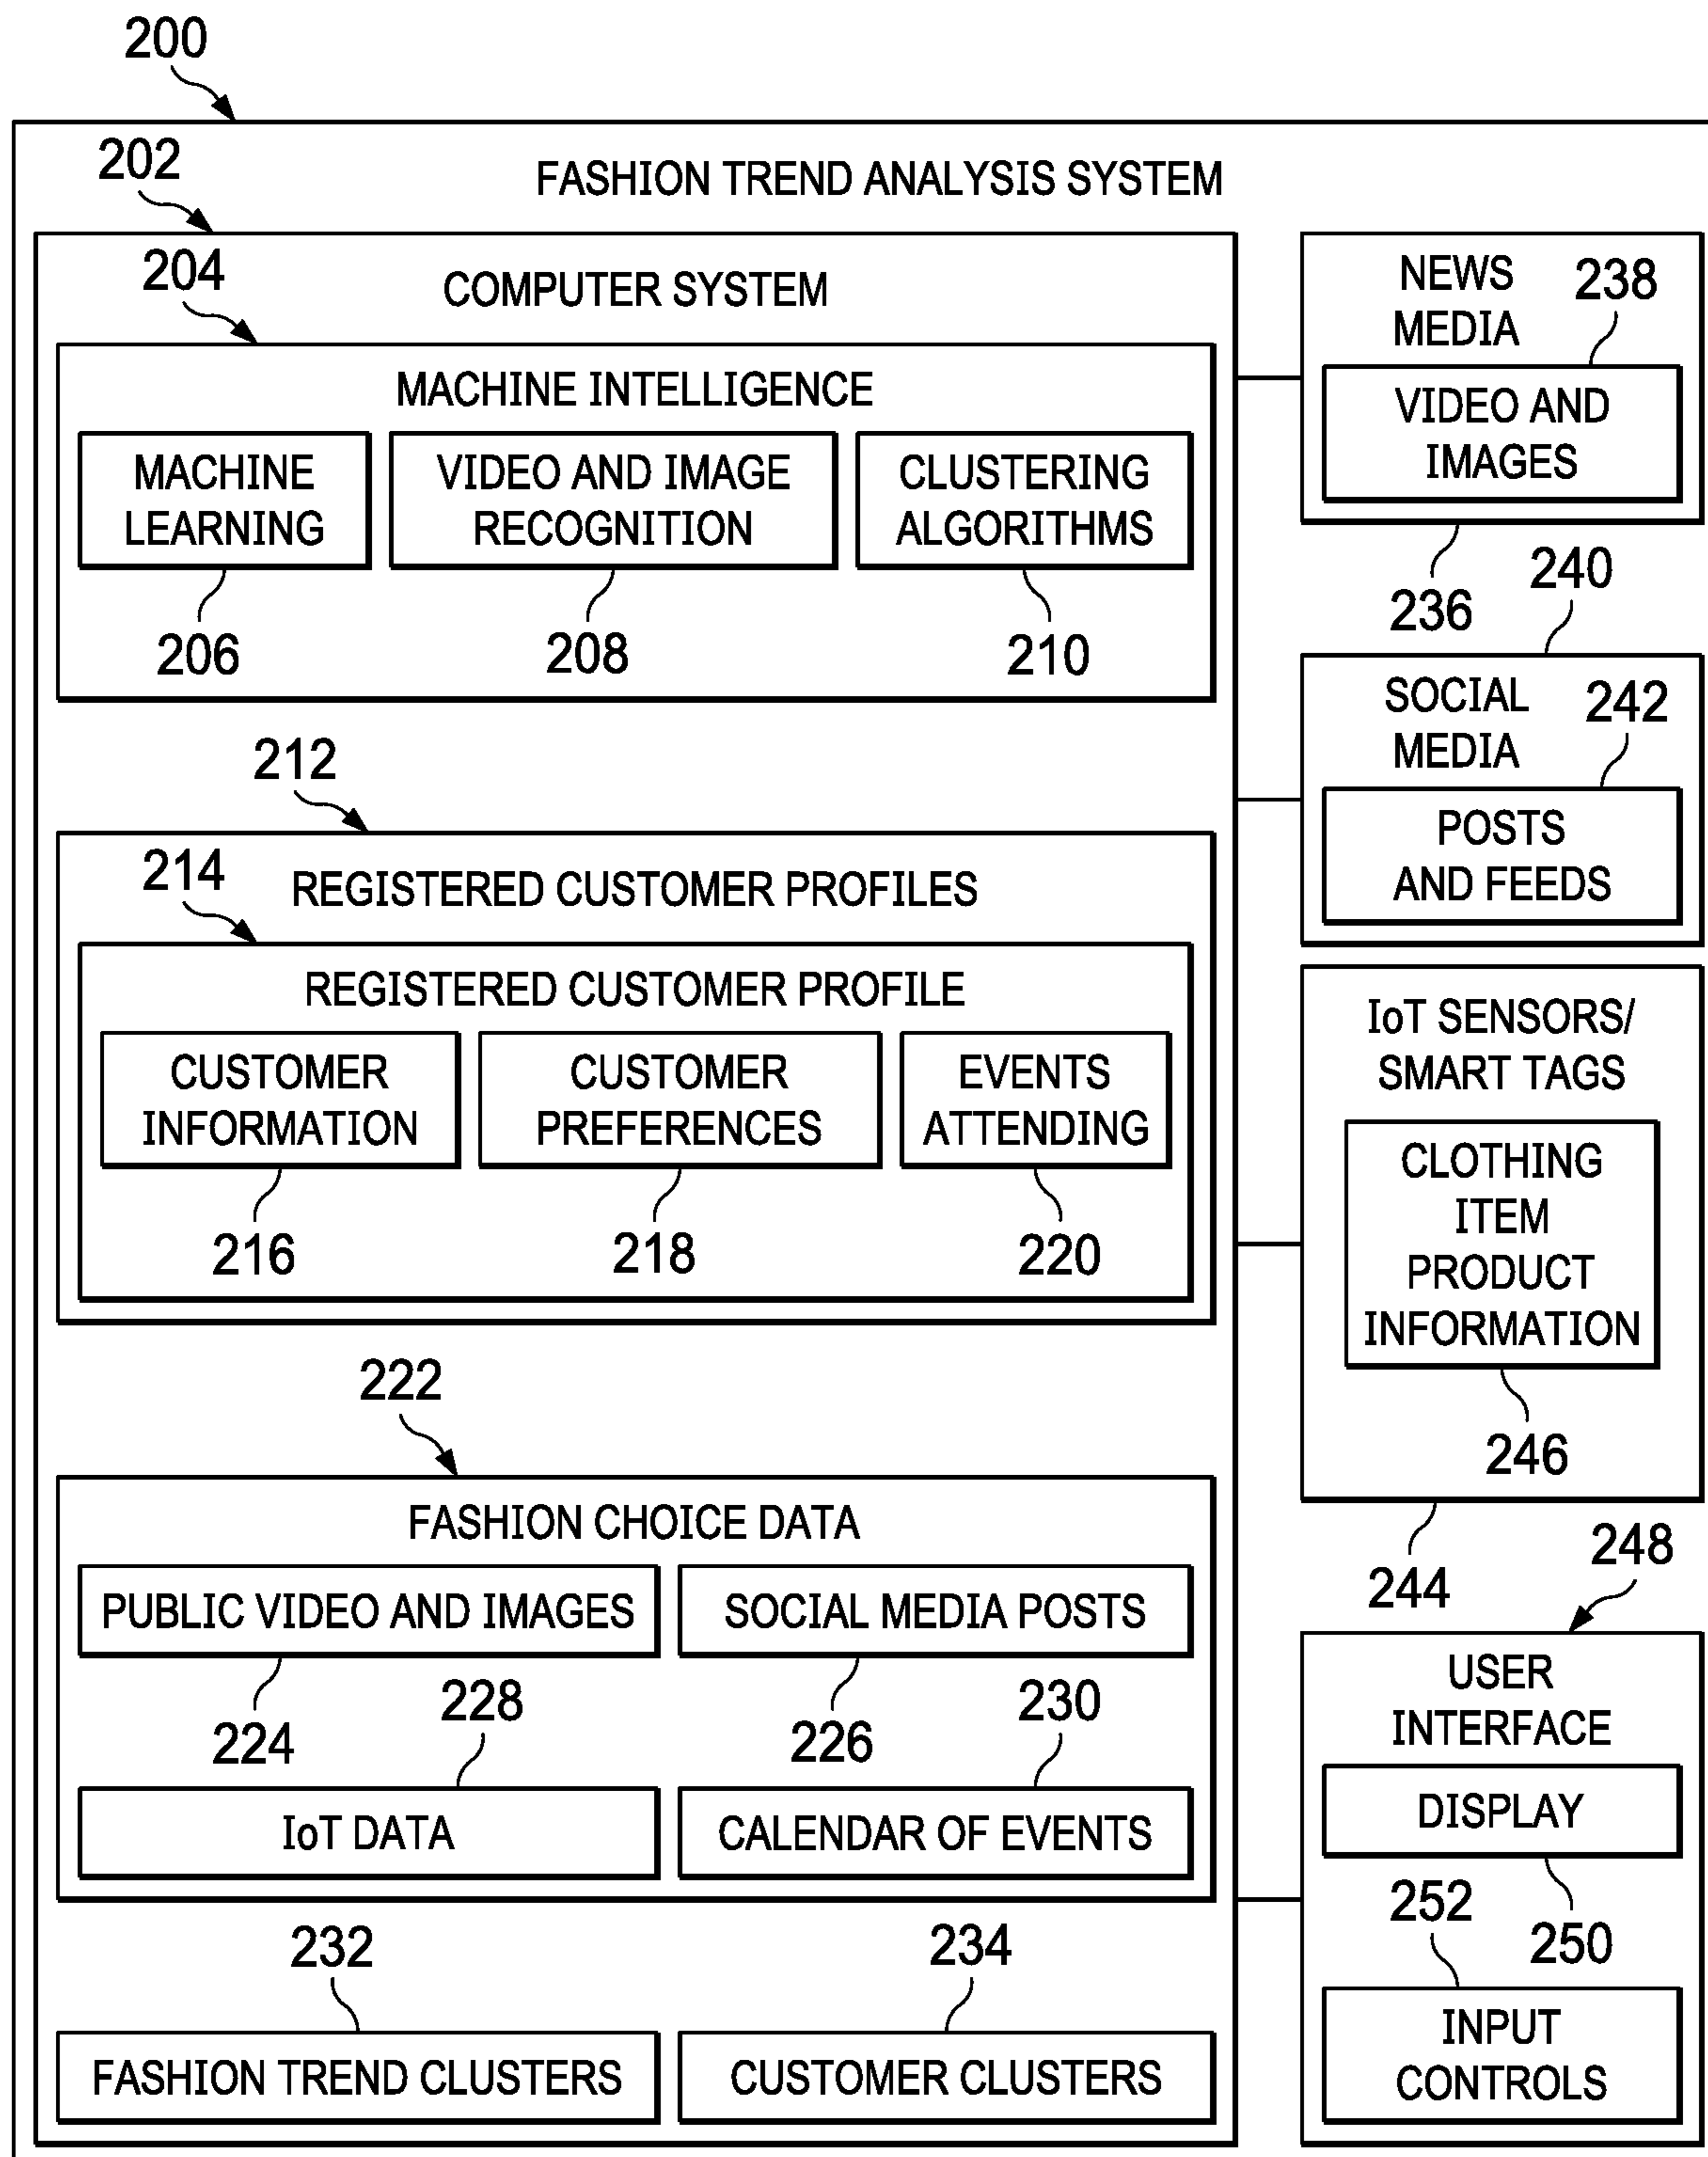 200
202
FASHION TREND ANALYSIS SYSTEM
204
COMPUTER SYSTEM
MACHINE INTELLIGENCE
MACHINE
LEARNING
VIDEO AND IMAGE
RECOGNITION
CLUSTERING
ALGORITHMS
206
208
210
212
214
REGISTERED CUSTOMER PROFILES
REGISTERED CUSTOMER PROFILE
CUSTOMER
INFORMATION
CUSTOMER
PREFERENCES
EVENTS
ATTENDING
216
218
220
222
FASHION CHOICE DATA
PUBLIC VIDEO AND IMAGES
SOCIAL MEDIA POSTS
224
228
226
230
IoT DATA
CALENDAR OF EVENTS
232
234
FASHION TREND CLUSTERS
CUSTOMER CLUSTERS
NEWS
MEDIA
238
VIDEO AND
IMAGES
236
240
SOCIAL
MEDIA
242
POSTS
AND FEEDS
IoT SENSORS/
SMART TAGS
CLOTHING
ITEM
PRODUCT
INFORMATION
246
244
248
USER
INTERFACE
DISPLAY
252
250
INPUT
CONTROLS